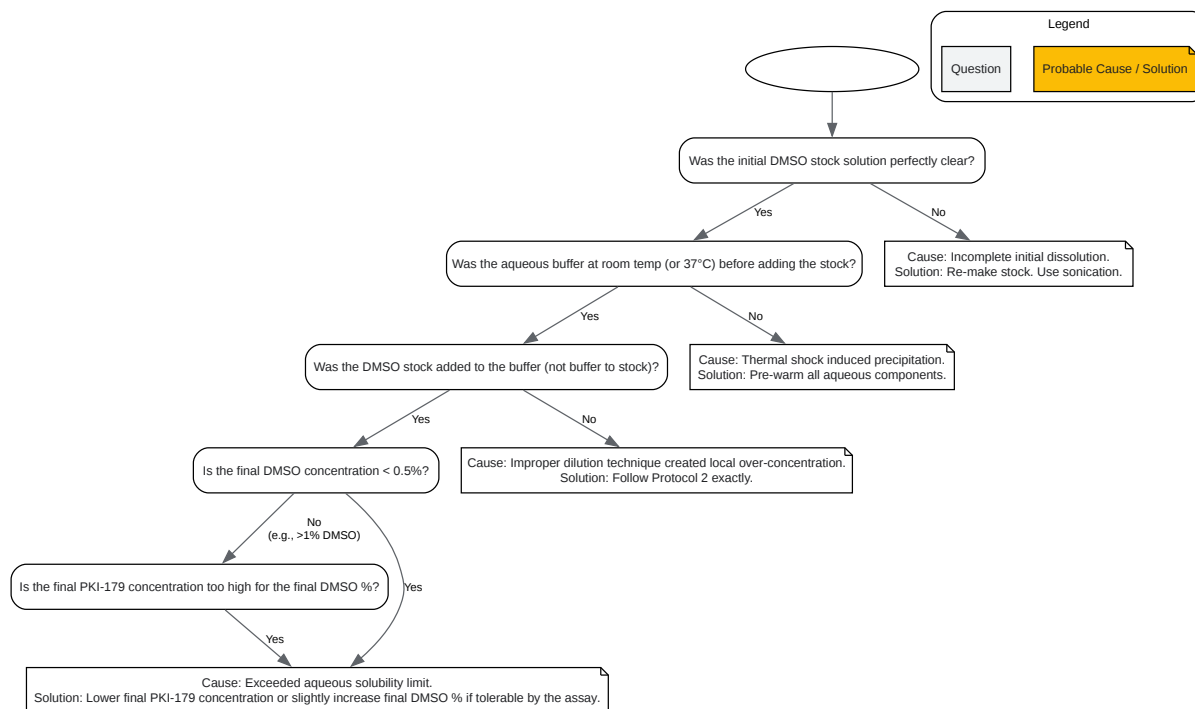 Legend
Question
Probable Cause / Solution
Was the initial DMSO stock solution perfectly clear?
Yes
No
Was the aqueous buffer at room temp (or 37°C) before adding the stock?
Cause: Incomplete initial dissolution.
Solution: Re-make stock. Use sonication.
Yes
No
Was the DMSO stock added to the buffer (not buffer to stock)?
Cause: Thermal shock induced precipitation.
Solution: Pre-warm all aqueous components.
Yes
No
Is the final DMSO concentration < 0.5%?
Cause: Improper dilution technique created local over-concentration.
Solution: Follow Protocol 2 exactly.
No
(e.g., >1% DMSO)
Yes
Is the final PKI-179 concentration too high for the final DMSO %?
Yes
Cause: Exceeded aqueous solubility limit.
Solution: Lower final PKI-179 concentration or slightly increase final DMSO % if tolerable by the assay.